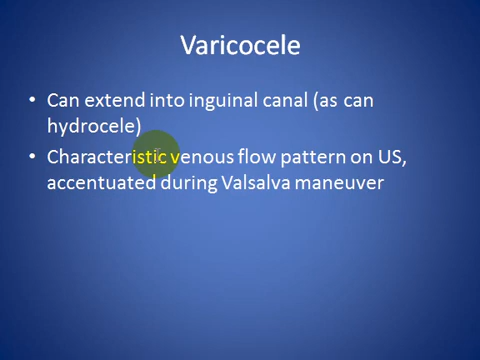 Varicocele
• Can extend into inguinal canal (as can
hydrocele)
• Characteristic venous flow pattern on US,
accentuated during Valsalva maneuver